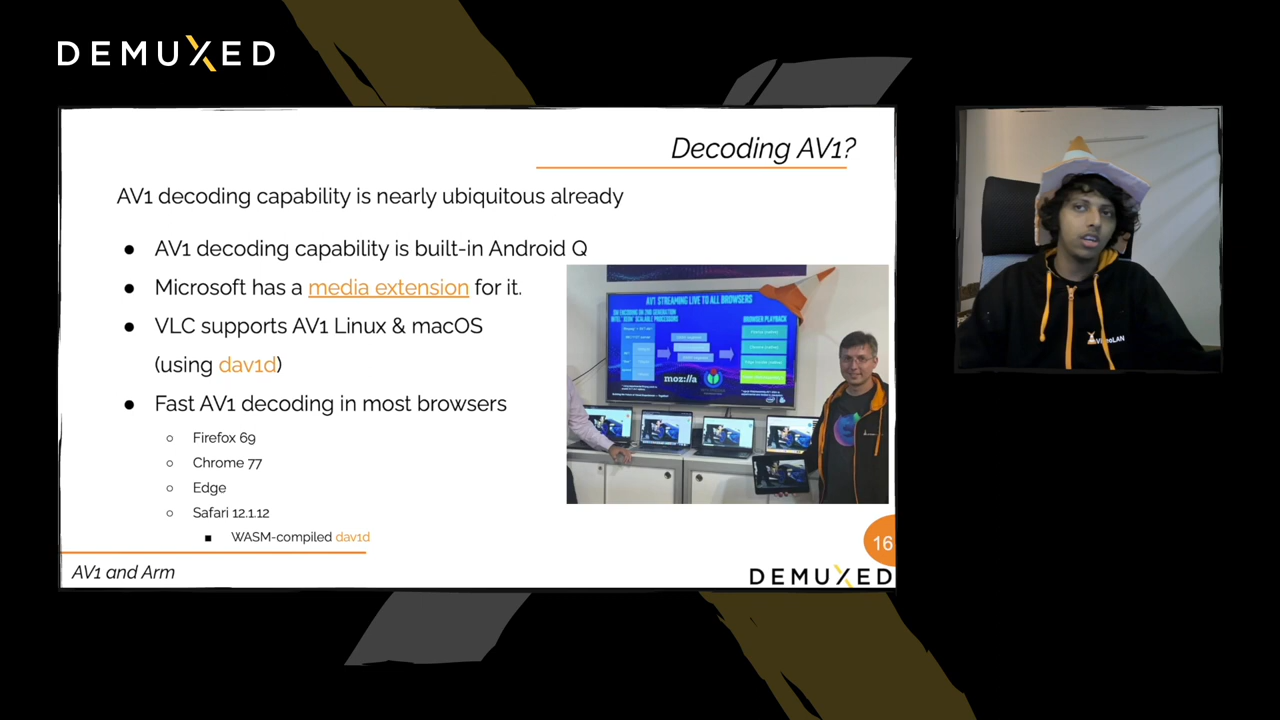 DEMUXED
Decoding AV1?
AV1 decoding capability is nearly ubiquitous already
● AV1 decoding capability is built-in Android Q
● Microsoft has a media extension for it.
● VLC supports AV1 Linux & macOS
(using dav1d)
● Fast AV1 decoding in most browsers
○ Firefox 69
○ Chrome 77
○ Edge
○ Safari 12.1.12
■ WASM-compiled dav1d
AV1 STREAMING LIVE TO ALL BROWSERS
BROWSER PLAYBACK
moz://a
VideoLAN
16
AV1 and Arm
DEMUXED